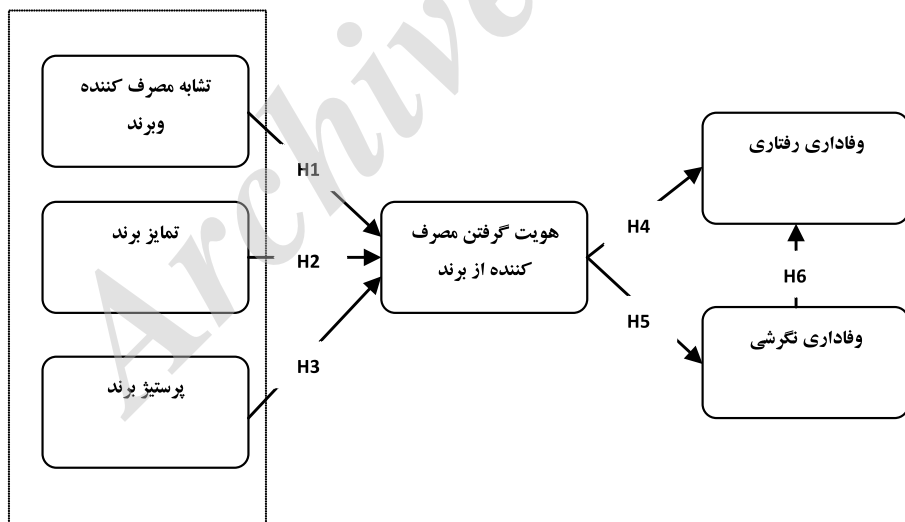 تشابه مصرف کننده
وبرند
H1
تمایز برند
H2
پرستیژ برند
H3
هویت گرفتن مصرف
کننده از برند
H4
H5
وفاداری رفتاری
H6
وفاداری نگرشی
Archive